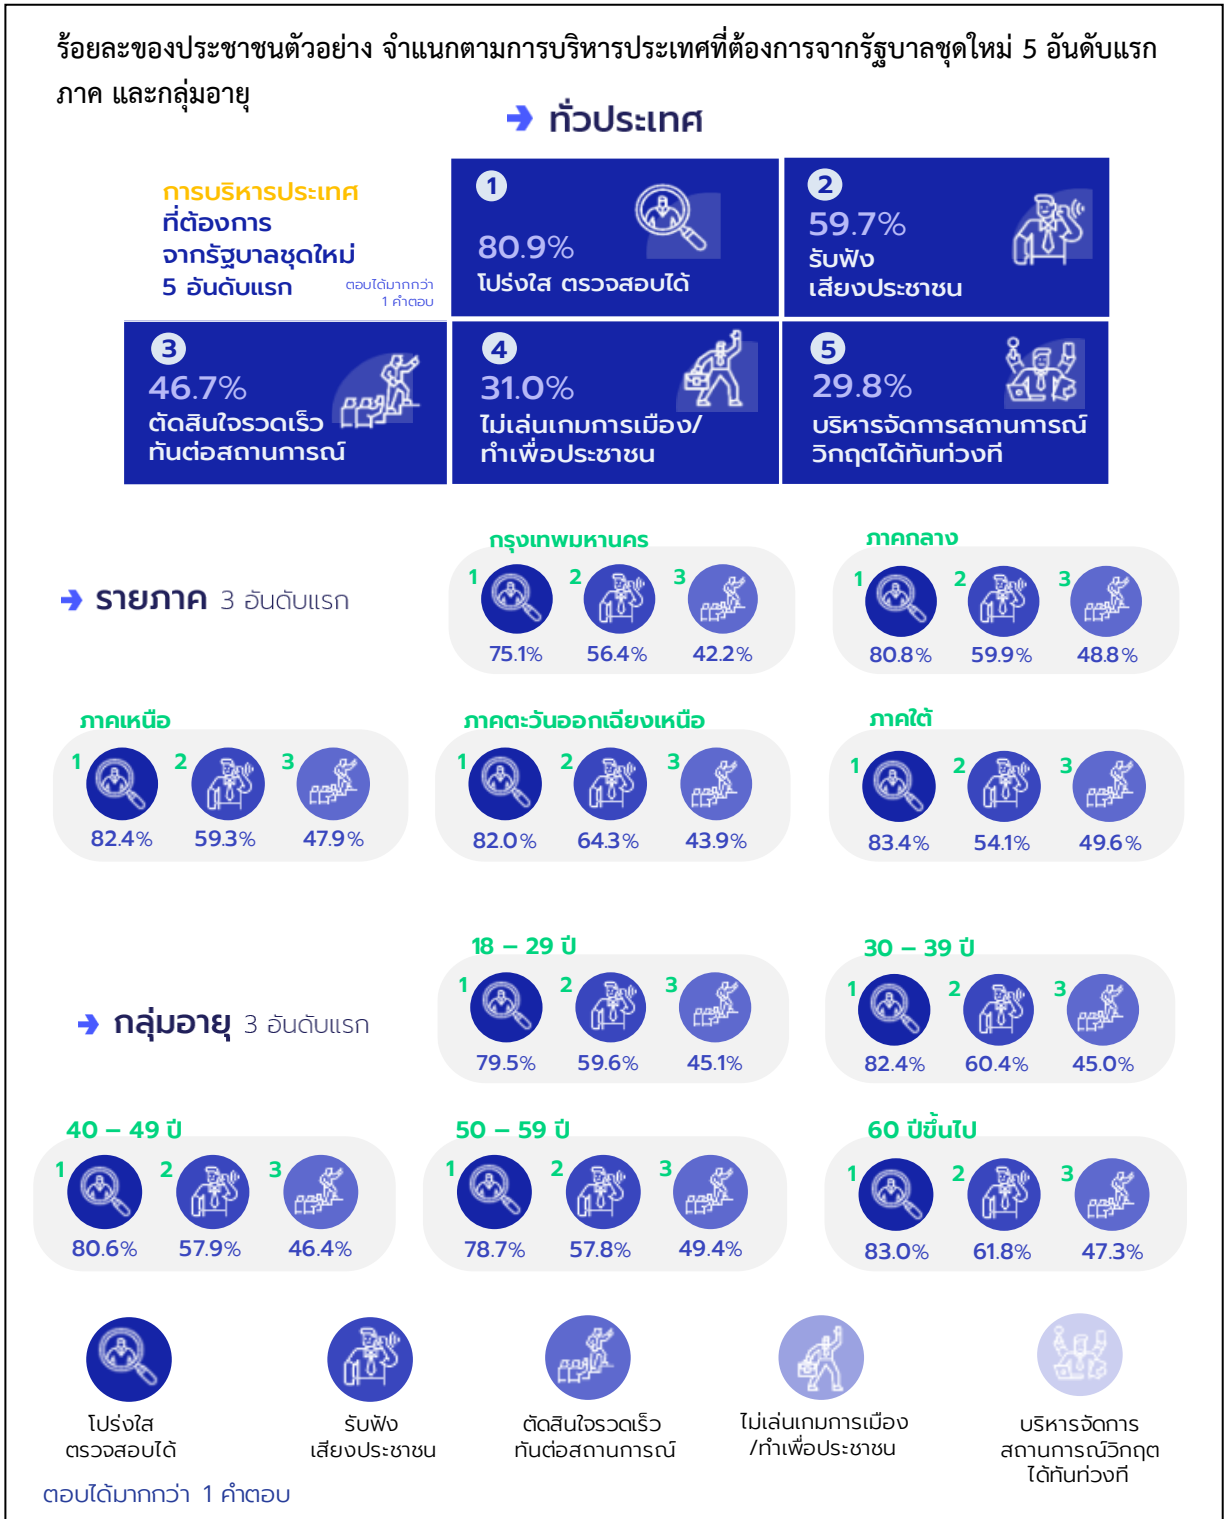 ร้อยละของประชาชนตัวอย่าง จำแนกตามการบริหารประเทศที่ต้องการจากรัฐบาลชุดใหม่ 5 อันดับแรก
ภาค และกลุ่มอายุ
ทั่วประเทศ
การบริหารประเทศ
ที่ต้องการ
จากรัฐบาลชุดใหม่
5 อันดับแรก
ตอบได้มากกว่า
1 คำตอบ
1
80.9%
โปร่งใส ตรวจสอบได้
2
59.7%
รับฟัง
เสียงประชาชน
3
46.7%
ตัดสินใจรวดเร็ว
ทันต่อสถานการณ์
4
31.0%
ไม่เล่นเกมการเมือง/
ทำเพื่อประชาชน
5
29.8%
บริหารจัดการสถานการณ์
วิกฤตได้ทันท่วงที
รายภาค 3 อันดับแรก
กรุงเทพมหานคร
1 2 3
75.1% 56.4% 42.2%
ภาคกลาง
1 2 3
80.8% 59.9% 48.8%
ภาคเหนือ
1 2 3
82.4% 59.3% 47.9%
ภาคตะวันออกเฉียงเหนือ
1 2 3
82.0% 64.3% 43.9%
ภาคใต้
1 2 3
83.4% 54.1% 49.6%
กลุ่มอายุ 3 อันดับแรก
18 – 29 ปี
1 2 3
79.5% 59.6% 45.1%
30 – 39 ปี
1 2 3
82.4% 60.4% 45.0%
40 – 49 ปี
1 2 3
80.6% 57.9% 46.4%
50 – 59 ปี
1 2 3
78.7% 57.8% 49.4%
60 ปีขึ้นไป
1 2 3
83.0% 61.8% 47.3%
โปร่งใส
ตรวจสอบได้
รับฟัง
เสียงประชาชน
ตัดสินใจรวดเร็ว
ทันต่อสถานการณ์
ไม่เล่นเกมการเมือง
/ทำเพื่อประชาชน
บริหารจัดการ
สถานการณ์วิกฤต
ได้ทันท่วงที
ตอบได้มากกว่า 1 คำตอบ